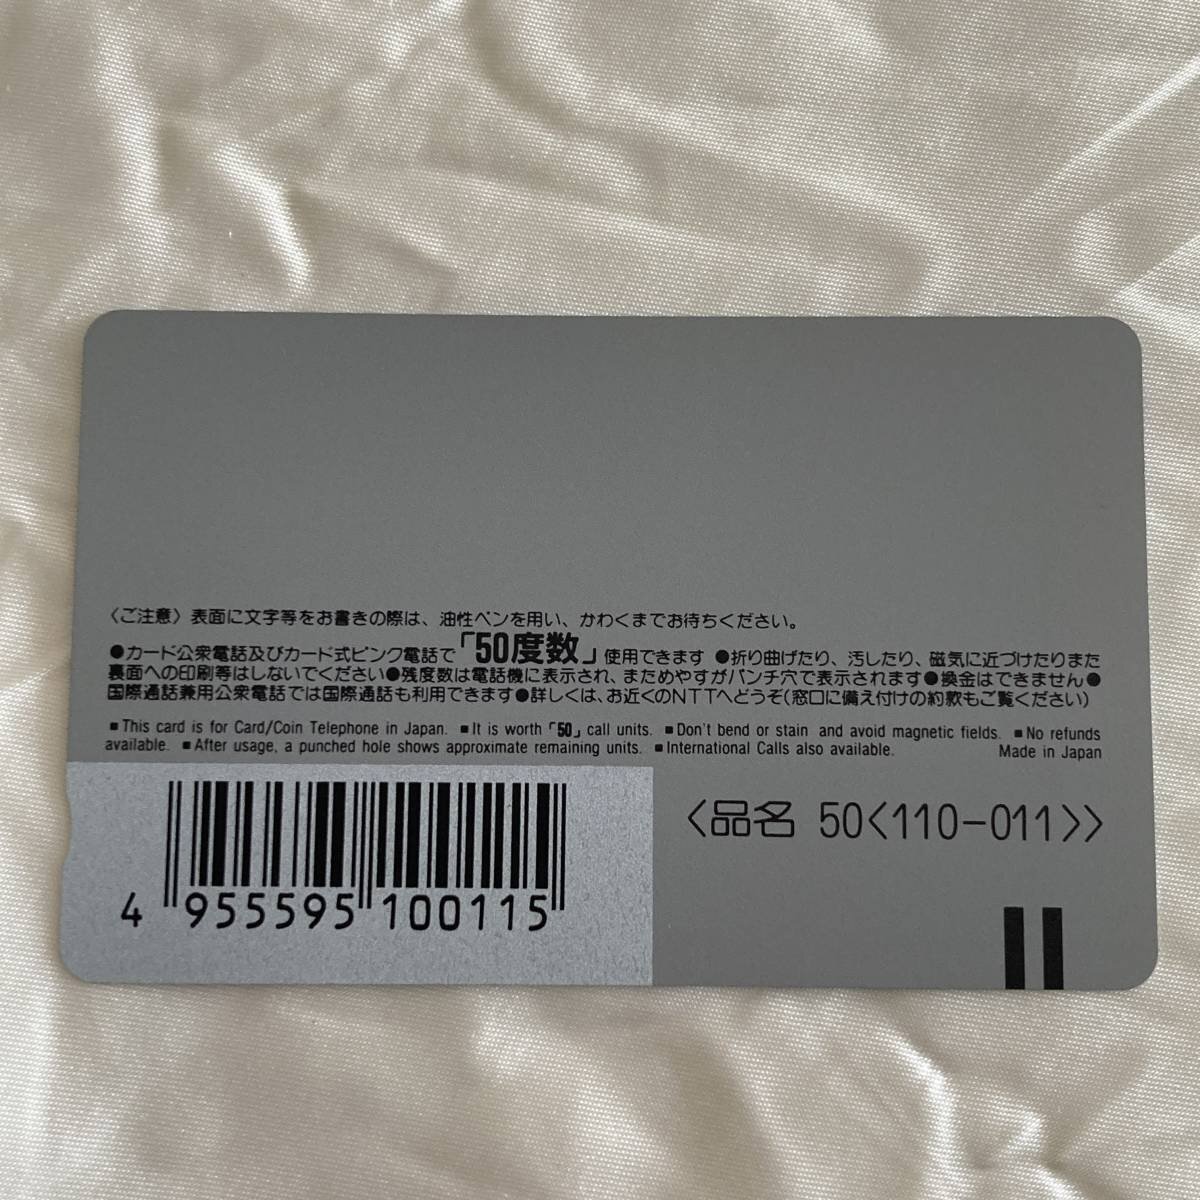 〈ご注意〉表面に文字等をお書きの際は、油性ペンを用い、かわくまでお待ちください。
●カード公衆電話及びカード式ピンク電話で「50度数」使用できます ●折り曲げたり、汚したり、磁気に近づけたりまた
裏面への印刷等はしないでください●残度数は電話機に表示され、まためやすがパンチ穴で表示されます●換金はできません●
国際通話兼用公衆電話では国際通話も利用できます●詳しくは、お近くのNTTへどうぞ(窓口に備え付けの約款もご覧ください)
■This card is for Card/Coin Telephone in Japan. ■It is worth「50」call units. ■Don't bend or stain and avoid magnetic fields. ■No refunds
available. ■After usage, a punched hole shows approximate remaining units. ■International Calls also available. Made in Japan
〈品名 50〈110-011〉〉
4 955595 100115